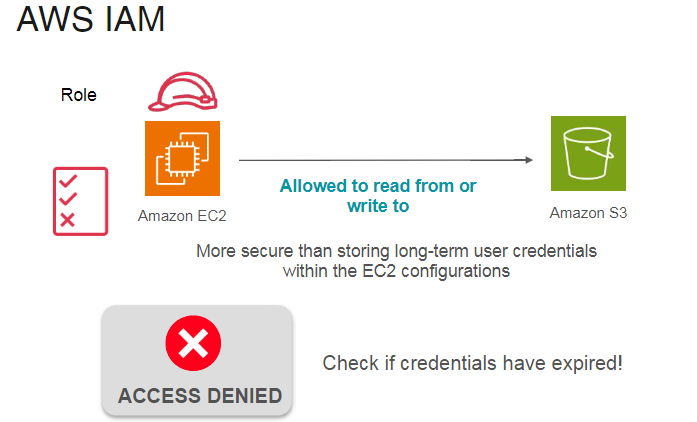 AWS IAM
Role
Amazon EC2
Allowed to read from or
write to
Amazon S3
More secure than storing long-term user credentials
within the EC2 configurations
ACCESS DENIED
Check if credentials have expired!